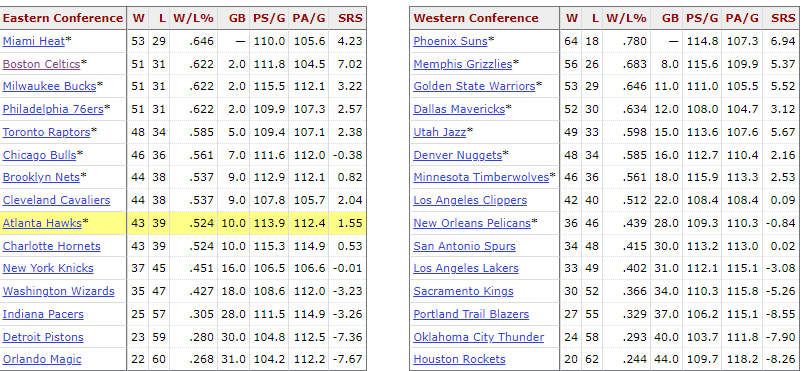 Eastern Conference W L W/L% GB PS/G PA/G SRS
Miami Heat* 53 29 .646 — 110.0 105.6 4.23
Boston Celtics* 51 31 .622 2.0 111.8 104.5 7.02
Milwaukee Bucks* 51 31 .622 2.0 115.5 112.1 3.22
Philadelphia 76ers* 51 31 .622 2.0 109.9 107.3 2.57
Toronto Raptors* 48 34 .585 5.0 109.4 107.1 2.38
Chicago Bulls* 46 36 .561 7.0 111.6 112.0 -0.38
Brooklyn Nets* 44 38 .537 9.0 112.9 112.1 0.82
Cleveland Cavaliers 44 38 .537 9.0 107.8 105.7 2.04
Atlanta Hawks* 43 39 .524 10.0 113.9 112.4 1.55
Charlotte Hornets 43 39 .524 10.0 115.3 114.9 0.53
New York Knicks 37 45 .451 16.0 106.5 106.6 -0.01
Washington Wizards 35 47 .427 18.0 108.6 112.0 -3.23
Indiana Pacers 25 57 .305 28.0 111.5 114.9 -3.26
Detroit Pistons 23 59 .280 30.0 104.8 112.5 -7.36
Orlando Magic 22 60 .268 31.0 104.2 112.2 -7.67
Western Conference W L W/L% GB PS/G PA/G SRS
Phoenix Suns* 64 18 .780 — 114.8 107.3 6.94
Memphis Grizzlies* 56 26 .683 8.0 115.6 109.9 5.37
Golden State Warriors* 53 29 .646 11.0 111.0 105.5 5.52
Dallas Mavericks* 52 30 .634 12.0 108.0 104.7 3.12
Utah Jazz* 49 33 .598 15.0 113.6 107.6 5.67
Denver Nuggets* 48 34 .585 16.0 112.7 110.4 2.16
Minnesota Timberwolves* 46 36 .561 18.0 115.9 113.3 2.53
Los Angeles Clippers 42 40 .512 22.0 108.4 108.4 0.09
New Orleans Pelicans* 36 46 .439 28.0 109.3 110.3 -0.84
San Antonio Spurs 34 48 .415 30.0 113.2 113.0 0.02
Los Angeles Lakers 33 49 .402 31.0 112.1 115.1 -3.08
Sacramento Kings 30 52 .366 34.0 110.3 115.8 -5.26
Portland Trail Blazers 27 55 .329 37.0 106.2 115.1 -8.55
Oklahoma City Thunder 24 58 .293 40.0 103.7 111.8 -7.90
Houston Rockets 20 62 .244 44.0 109.7 118.2 -8.26